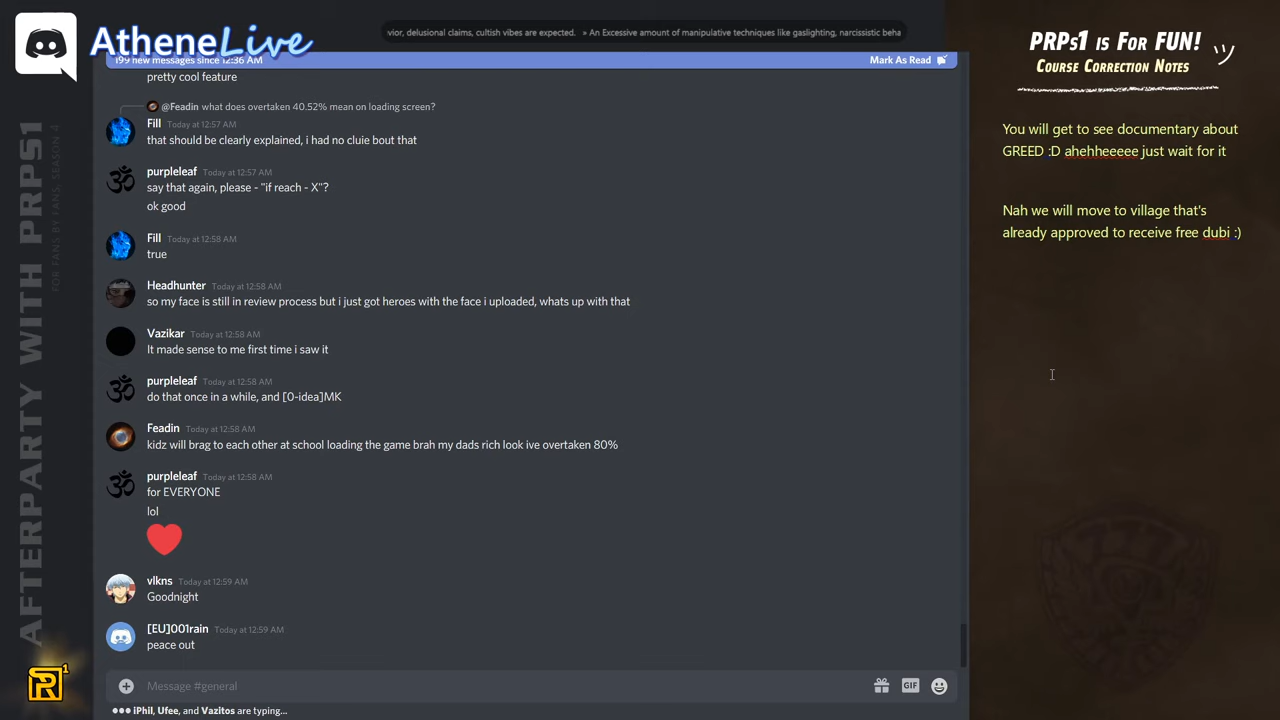 AtheneLive
vior, delusional claims, cultish vibes are expected.   » An Excessive amount of manipulative techniques like gaslighting, narcissistic beha
199 new messages since 12:36 AM
Mark As Read
pretty cool feature
@Feadin what does overtaken 40.52% mean on loading screen?
Fill Today at 12:57 AM
that should be clearly explained, i had no cluie bout that
purpleleaf Today at 12:57 AM
say that again, please - "if reach - X"?
ok good
Fill Today at 12:58 AM
true
Headhunter Today at 12:58 AM
so my face is still in review process but i just got heroes with the face i uploaded, whats up with that
Vazikar Today at 12:58 AM
It made sense to me first time i saw it
purpleleaf Today at 12:58 AM
do that once in a while, and [0-idea]MK
Feadin Today at 12:58 AM
kidz will brag to each other at school loading the game brah my dads rich look ive overtaken 80%
purpleleaf Today at 12:58 AM
for EVERYONE
lol
vlkns Today at 12:59 AM
Goodnight
[EU]001rain Today at 12:59 AM
peace out
Message #general
GIF
iPhil, Ufee, and Vazitos are typing...
AFTERPARTY WITH PRPS1
FOR FANS BY FANS, SEASON 4
R1
PRPs1 is For FUN!
Course Correction Notes
ツ
You will get to see documentary about
GREED :D ahehheeeee just wait for it
Nah we will move to village that's
already approved to receive free dubi :)